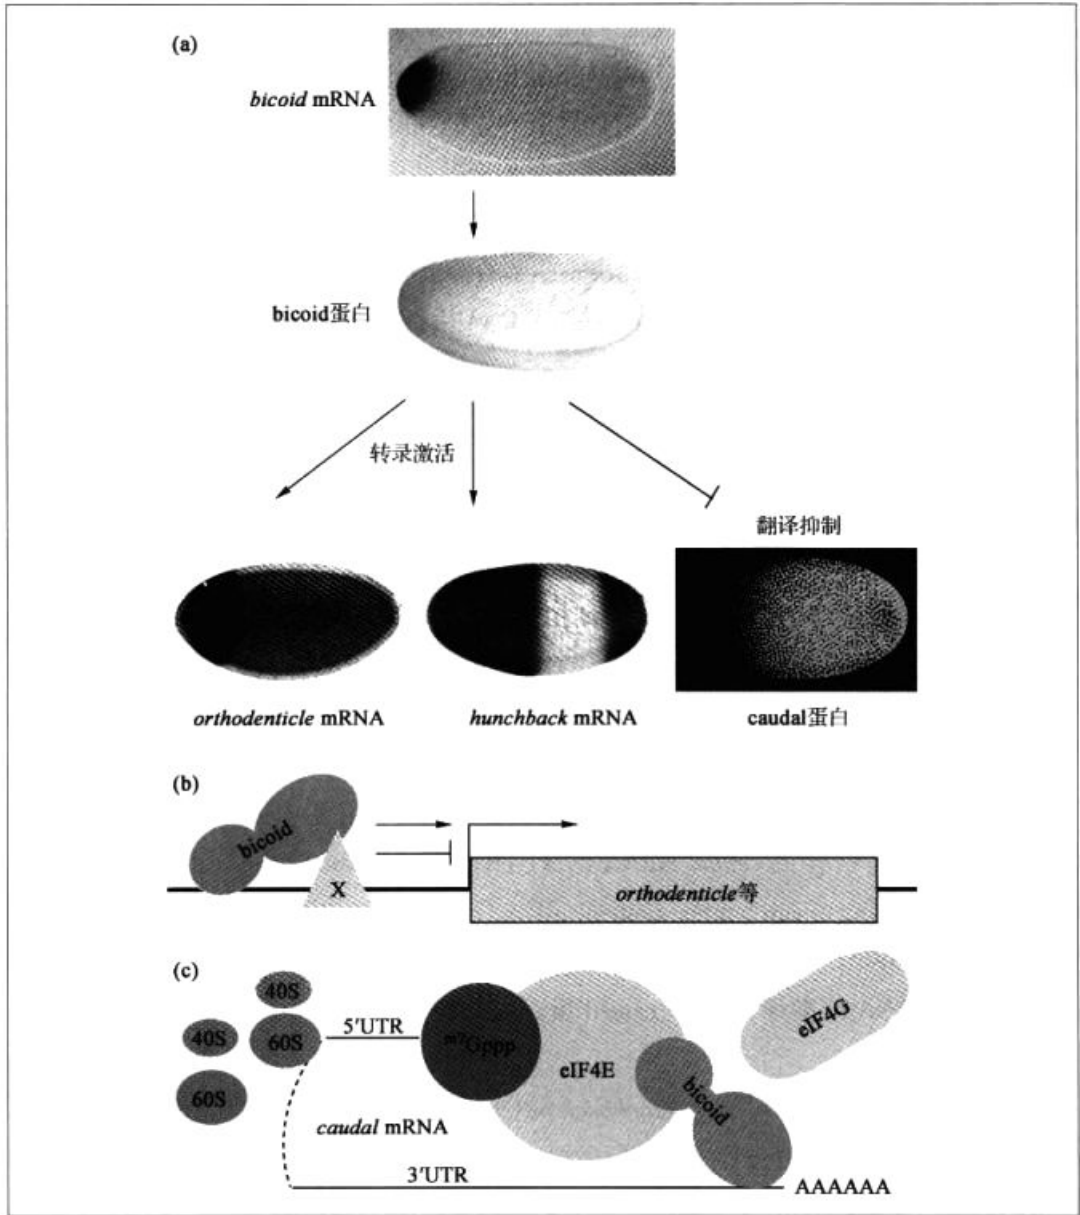 (a)
bicoid mRNA
bicoid蛋白
转录激活
翻译抑制
orthodenticle mRNA
hunchback mRNA
caudal蛋白
(b)
bicoid
X
orthodenticle等
(c)
40S
40S
60S
60S
5'UTR
m7Gppp
eIF4E
bicoid
eIF4G
caudal mRNA
3'UTR
AAAAAA